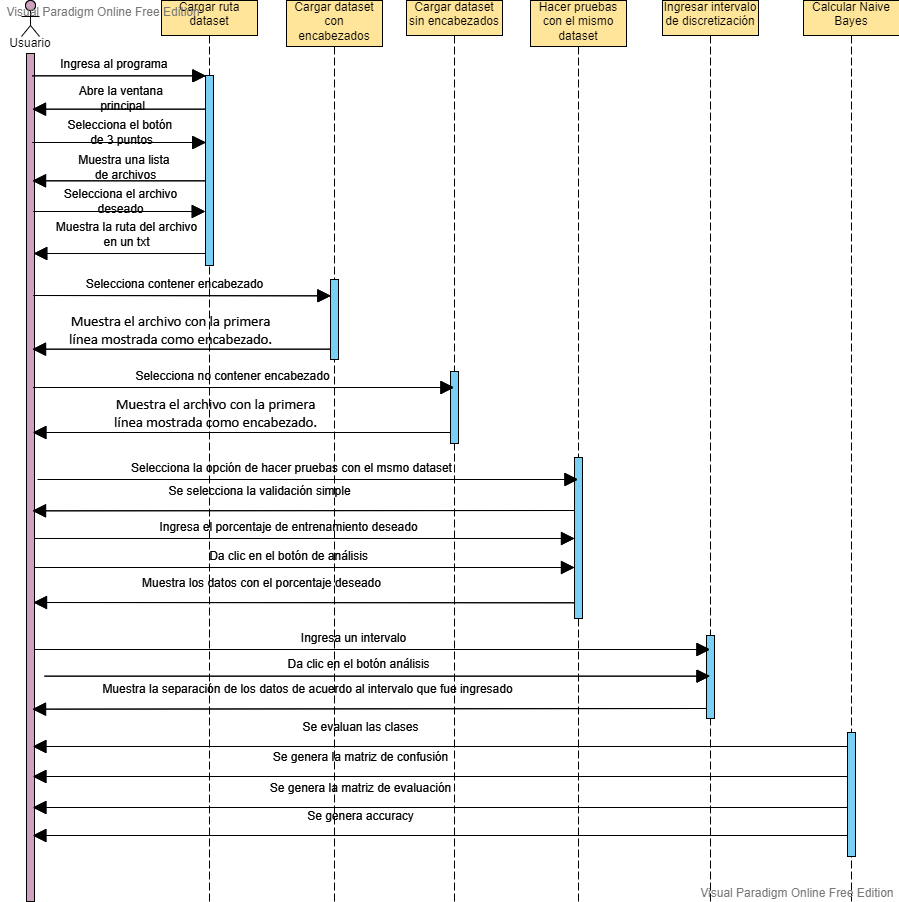 Visual Paradigm Online Free Edition
Usuario
Cargar ruta
dataset
Cargar dataset
con
encabezados
Cargar dataset
sin encabezados
Hacer pruebas
con el mismo
dataset
Ingresar intervalo
de discretización
Calcular Naive
Bayes
Ingresa al programa
Abre la ventana
principal
Selecciona el botón
de 3 puntos
Muestra una lista
de archivos
Selecciona el archivo
deseado
Muestra la ruta del archivo
en un txt
Selecciona contener encabezado
Muestra el archivo con la primera
línea mostrada como encabezado.
Selecciona no contener encabezado
Muestra el archivo con la primera
línea mostrada como encabezado.
Selecciona la opción de hacer pruebas con el msmo dataset
Se selecciona la validación simple
Ingresa el porcentaje de entrenamiento deseado
Da clic en el botón de análisis
Muestra los datos con el porcentaje deseado
Ingresa un intervalo
Da clic en el botón análisis
Muestra la separación de los datos de acuerdo al intervalo que fue ingresado
Se evaluan las clases
Se genera la matriz de confusión
Se genera la matriz de evaluación
Se genera accuracy
Visual Paradigm Online Free Edition